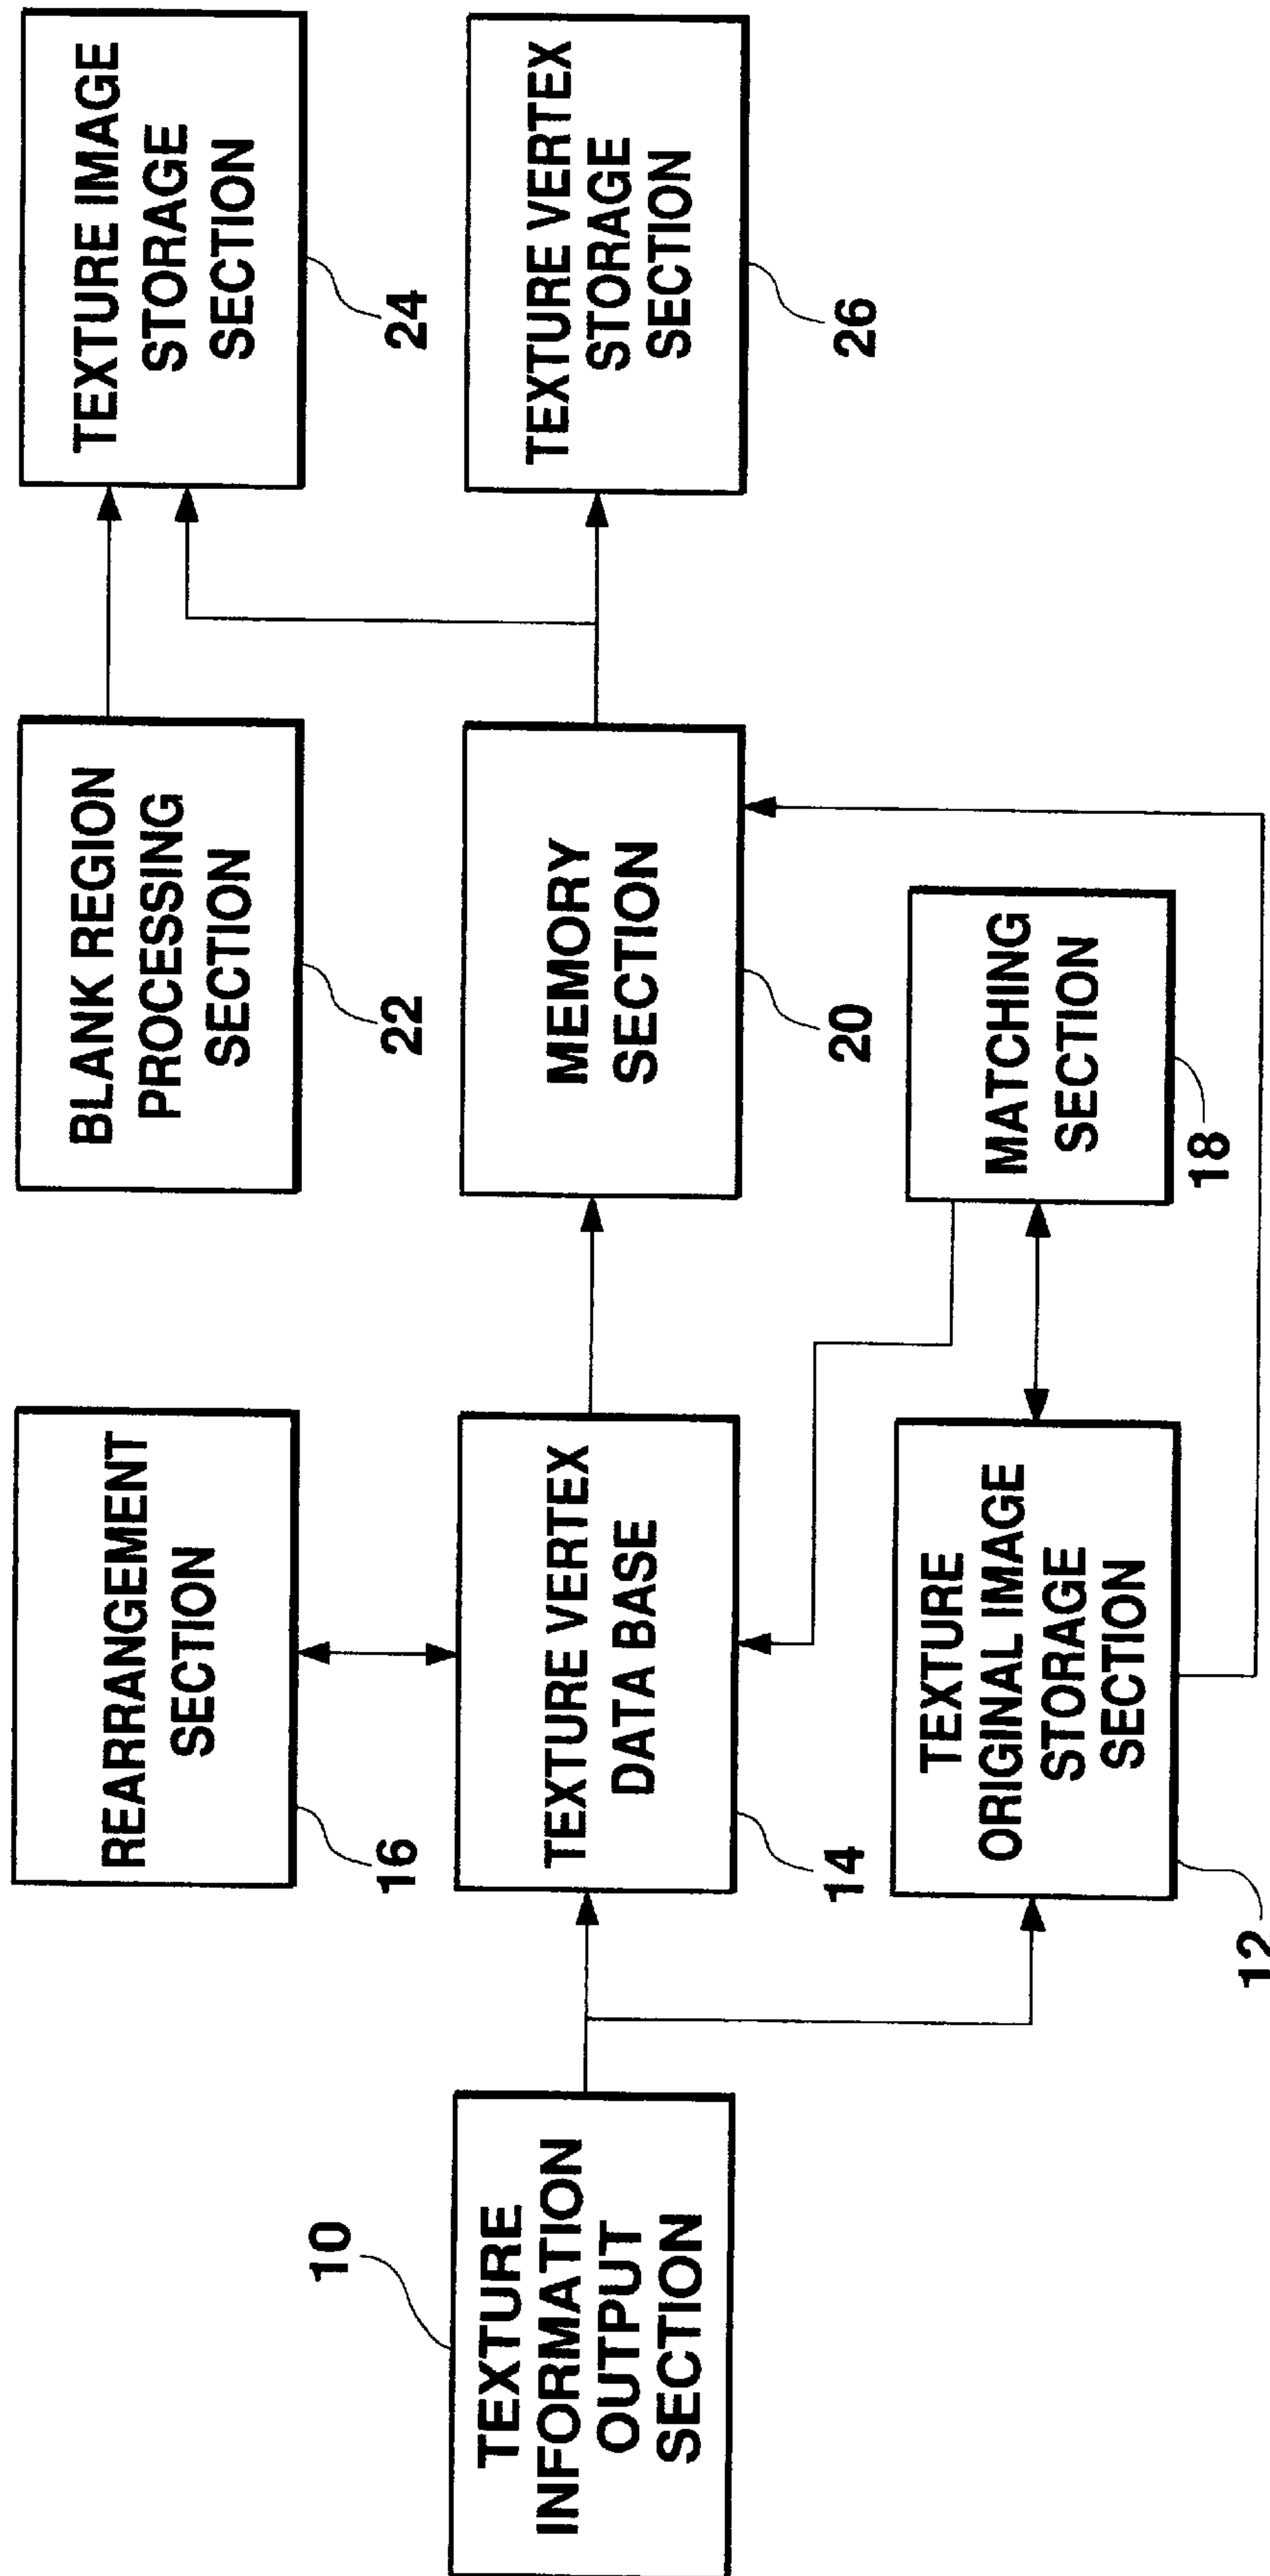 TEXTURE
INFORMATION
OUTPUT
SECTION
10
REARRANGEMENT
SECTION
16
TEXTURE VERTEX
DATA BASE
14
TEXTURE
ORIGINAL IMAGE
STORAGE
SECTION
12
BLANK REGION
PROCESSING
SECTION
22
MEMORY
SECTION
20
MATCHING
SECTION
18
TEXTURE IMAGE
STORAGE
SECTION
24
TEXTURE VERTEX
STORAGE
SECTION
26